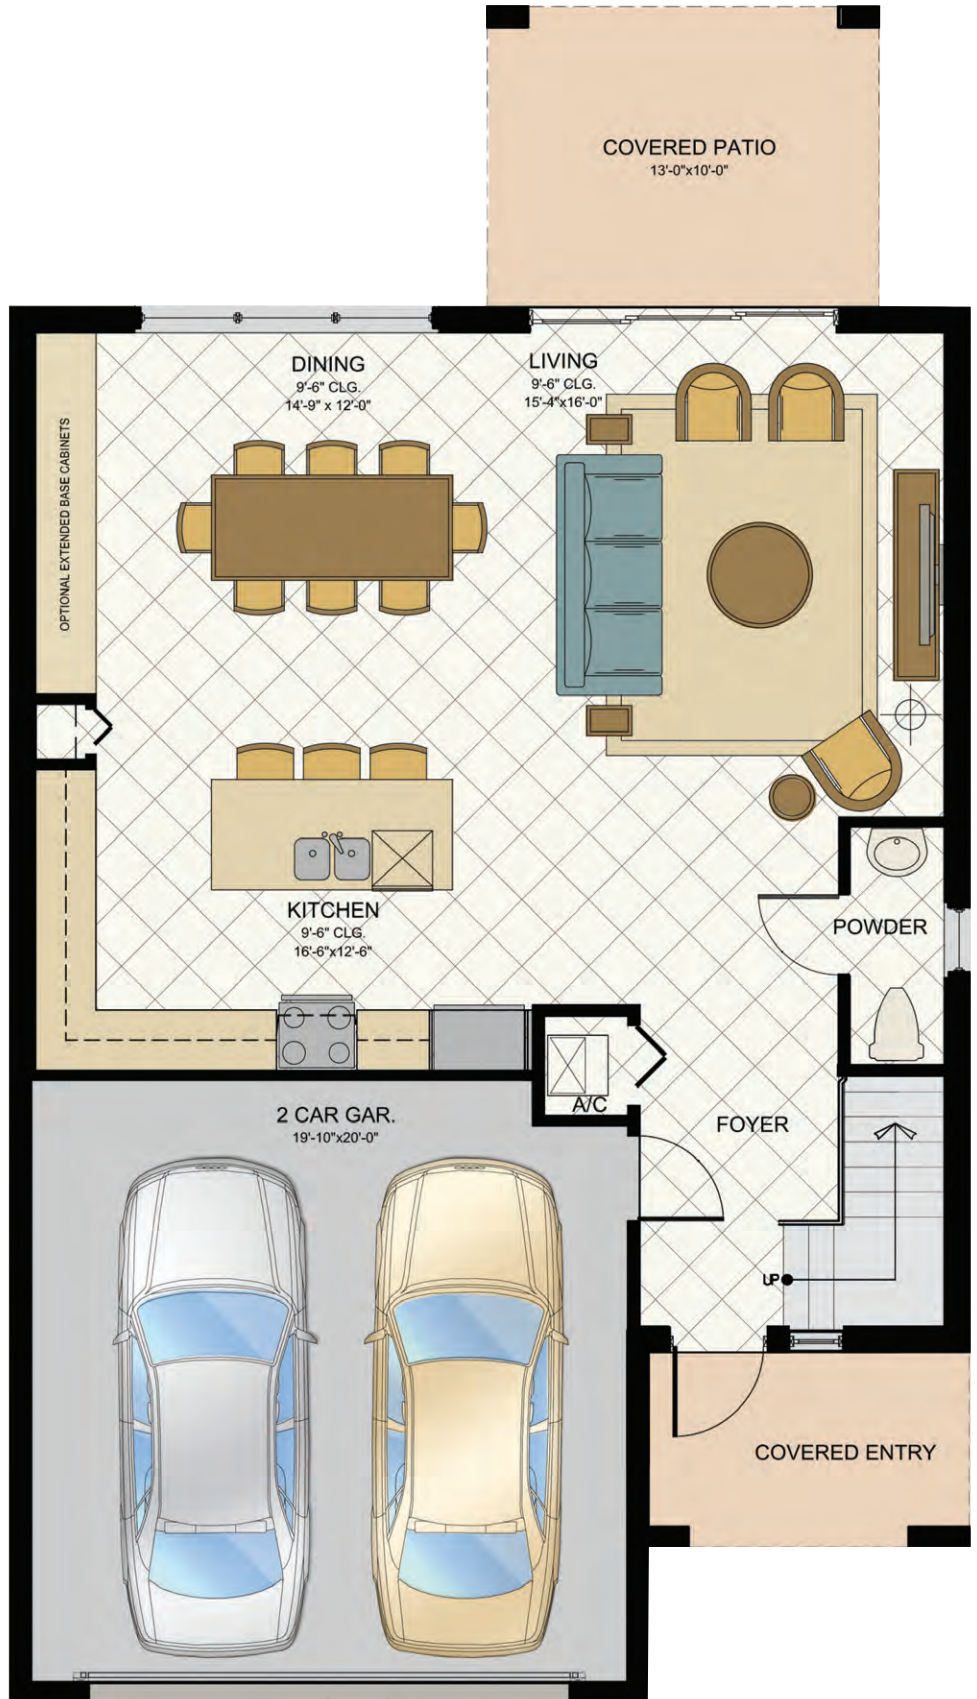 COVERED PATIO
13'-0"x10'-0"
DINING
9'-6" CLG.
14'-9" x 12'-0"
LIVING
9'-6" CLG.
15'-4"x16'-0"
OPTIONAL EXTENDED BASE CABINETS
KITCHEN
9'-6" CLG.
16'-6"x12'-6"
POWDER
A/C
2 CAR GAR.
19'-10"x20'-0"
FOYER
UP
COVERED ENTRY